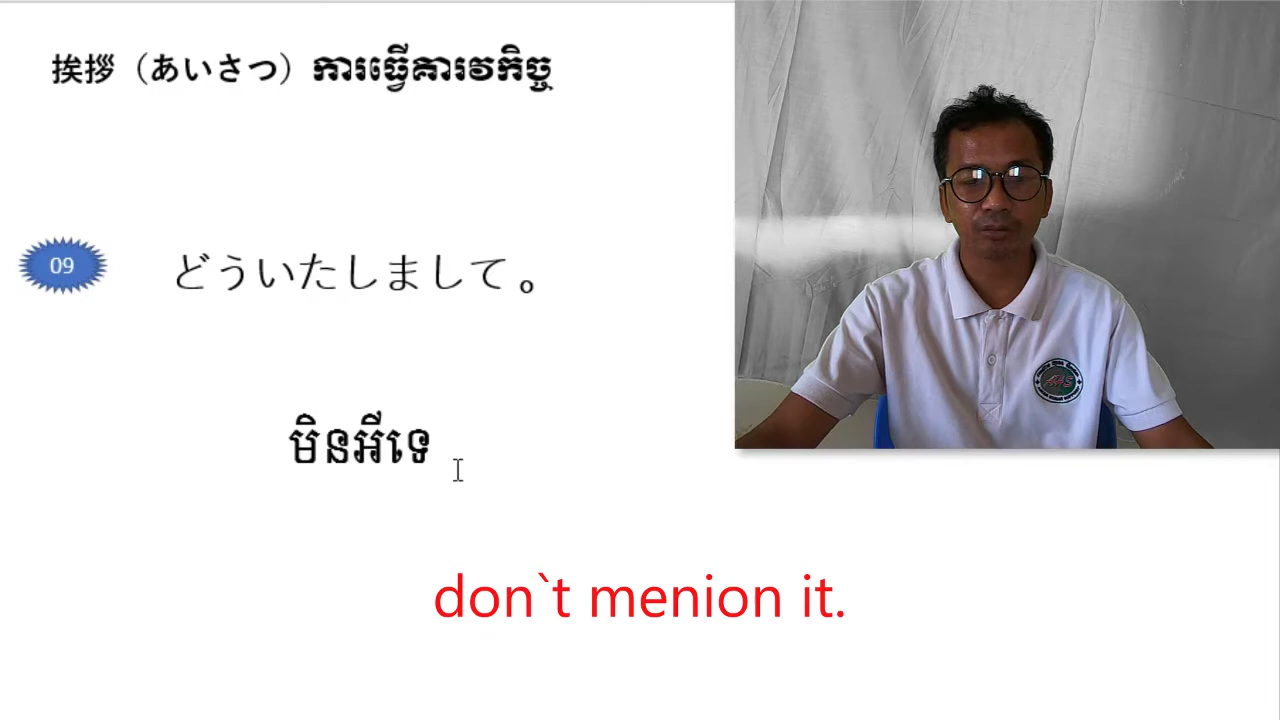 挨拶（あいさつ）ការធ្វើគារវកិច្ច
09
どういたしまして。
មិនអីទេ
don`t menion it.